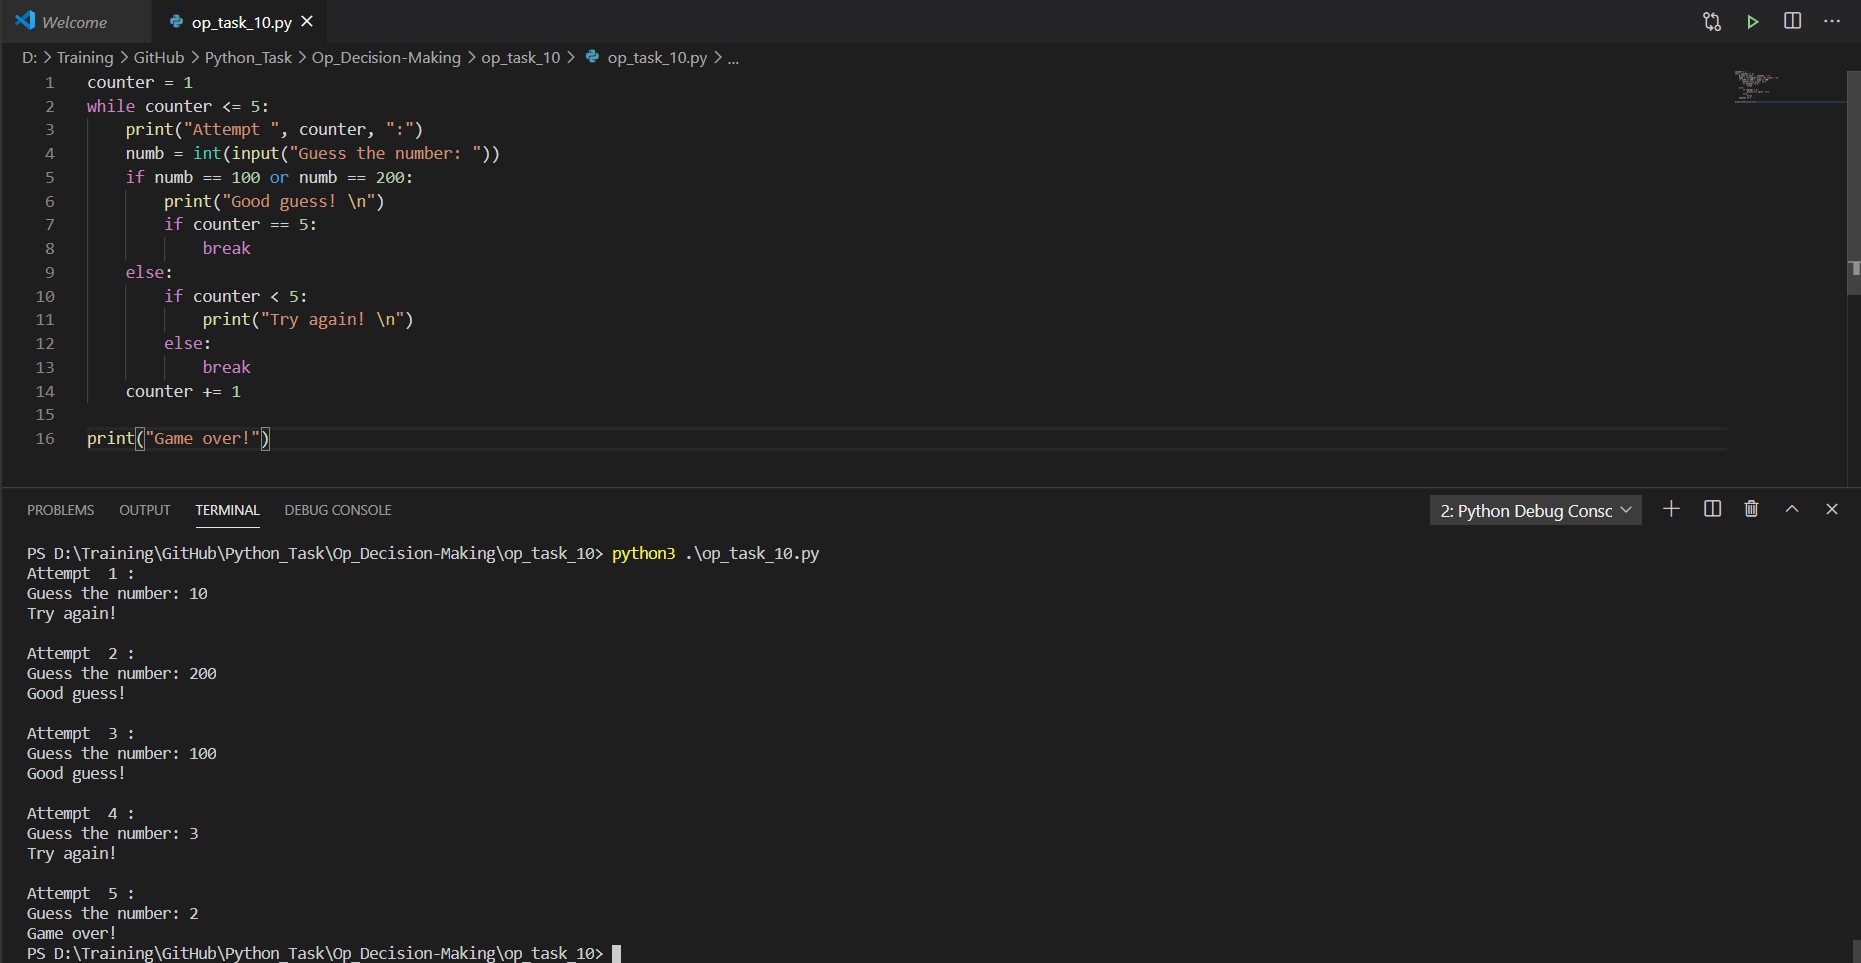 Welcome
op_task_10.py
D: > Training > GitHub > Python_Task > Op_Decision-Making > op_task_10 > op_task_10.py > ...
1 counter = 1
2 while counter <= 5:
3     print("Attempt ", counter, ":")
4     numb = int(input("Guess the number: "))
5     if numb == 100 or numb == 200:
6         print("Good guess! \n")
7         if counter == 5:
8             break
9     else:
10         if counter < 5:
11             print("Try again! \n")
12         else:
13             break
14     counter += 1
15
16 print("Game over!")
PROBLEMS OUTPUT TERMINAL DEBUG CONSOLE
2: Python Debug Consc
PS D:\Training\GitHub\Python_Task\Op_Decision-Making\op_task_10> python3 .\op_task_10.py
Attempt  1 :
Guess the number: 10
Try again!
Attempt  2 :
Guess the number: 200
Good guess!
Attempt  3 :
Guess the number: 100
Good guess!
Attempt  4 :
Guess the number: 3
Try again!
Attempt  5 :
Guess the number: 2
Game over!
PS D:\Training\GitHub\Python_Task\Op_Decision-Making\op_task_10>